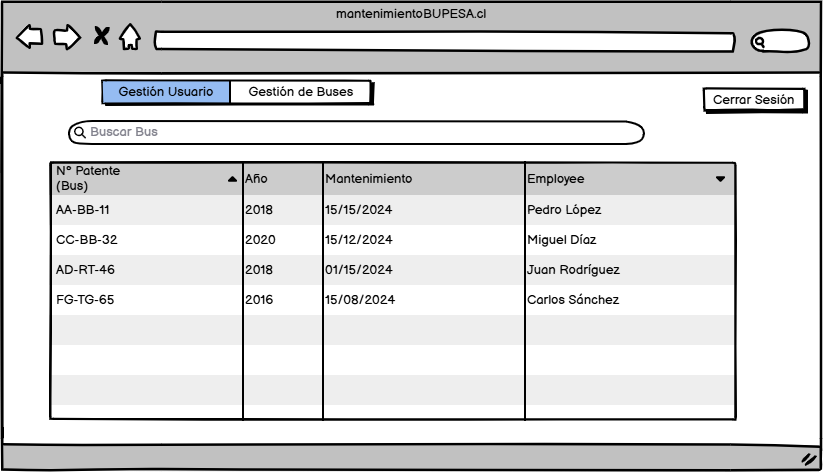 mantenimientoBUPESA.cl
Gestión Usuario Gestión de Buses
Cerrar Sesión
Buscar Bus
Nº Patente
(Bus) Año Mantenimiento Employee
AA-BB-11 2018 15/15/2024 Pedro López
CC-BB-32 2020 15/12/2024 Miguel Díaz
AD-RT-46 2018 01/15/2024 Juan Rodríguez
FG-TG-65 2016 15/08/2024 Carlos Sánchez